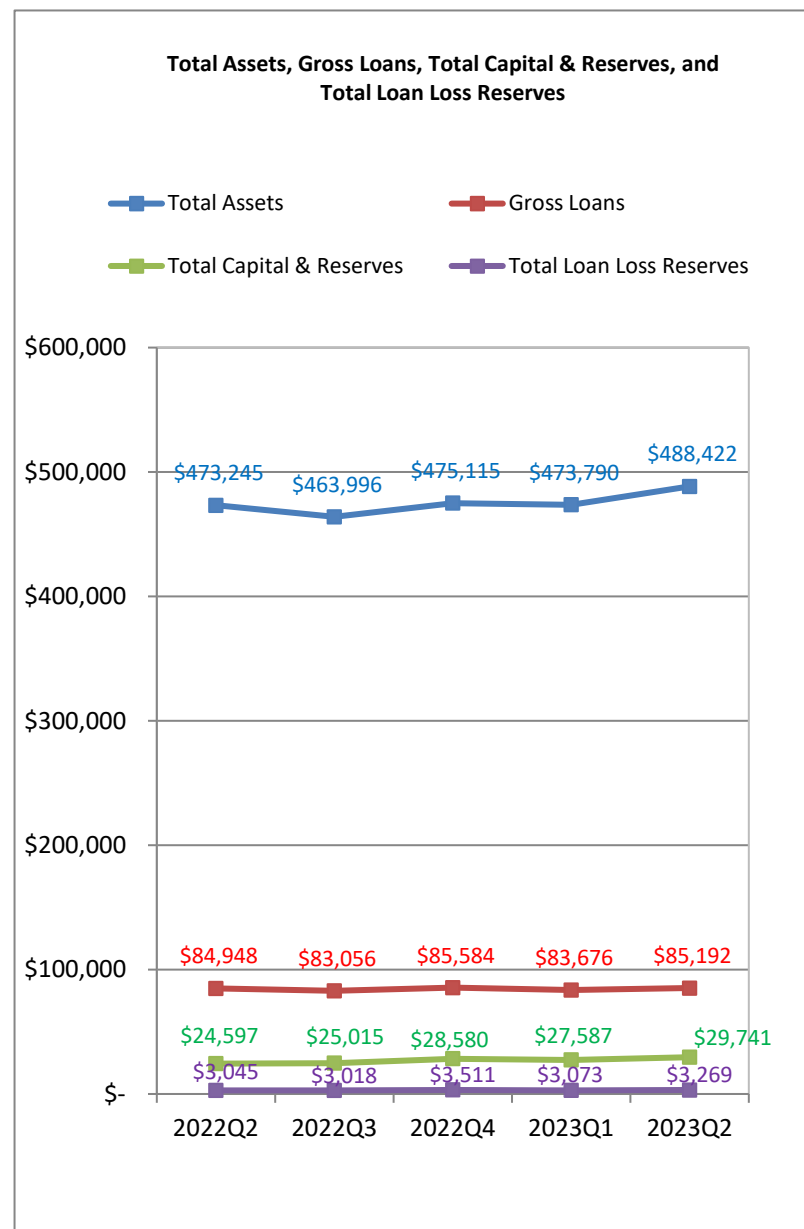 Total Assets, Gross Loans, Total Capital & Reserves, and
Total Loan Loss Reserves
Total Assets
Gross Loans
Total Capital & Reserves
Total Loan Loss Reserves
$600,000
$500,000
$400,000
$300,000
$200,000
$100,000
$-
$473,245
$463,996
$475,115
$473,790
$488,422
$84,948
$83,056
$85,584
$83,676
$85,192
$24,597
$25,015
$28,580
$27,587
$29,741
$3,045
$3,018
$3,511
$3,073
$3,269
2022Q2
2022Q3
2022Q4
2023Q1
2023Q2